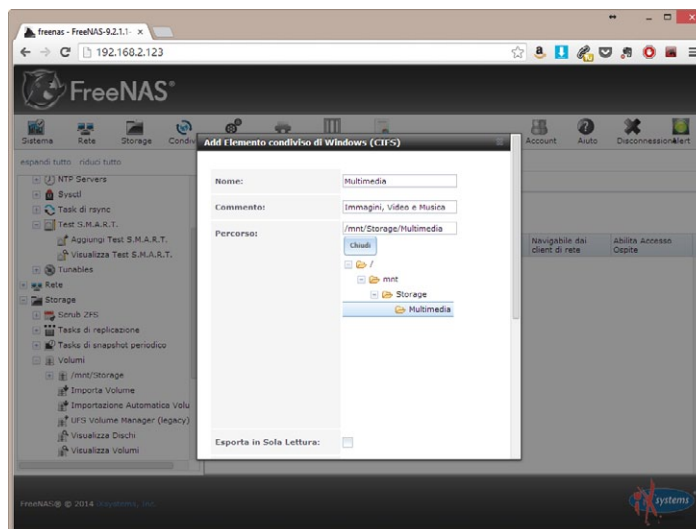 freenas - FreeNAS-9.2.1.1-
192.168.2.123
FreeNAS®
Sistema
Rete
Storage
Condiv
Account
Aiuto
Disconnessione
Alert
espandi tutto riduci tutto
NTP Servers
Sysctl
Task di rsync
Test S.M.A.R.T.
Aggiungi Test S.M.A.R.T.
Visualizza Test S.M.A.R.T.
Tunables
Rete
Storage
Scrub ZFS
Tasks di replicazione
Tasks di snapshot periodico
Volumi
/mnt/Storage
Importa Volume
Importazione Automatica Volu
UFS Volume Manager (legacy)
Visualizza Dischi
Visualizza Volumi
Add Elemento condiviso di Windows (CIFS)
Nome: Multimedia
Commento: Immagini, Video e Musica
Percorso: /mnt/Storage/Multimedia
Chiudi
/
mnt
Storage
Multimedia
Esporta in Sola Lettura:
Navigabile dai
client di rete
Abilita Accesso
Ospite
FreeNAS® © 2014 iXsystems, Inc.
iX systems